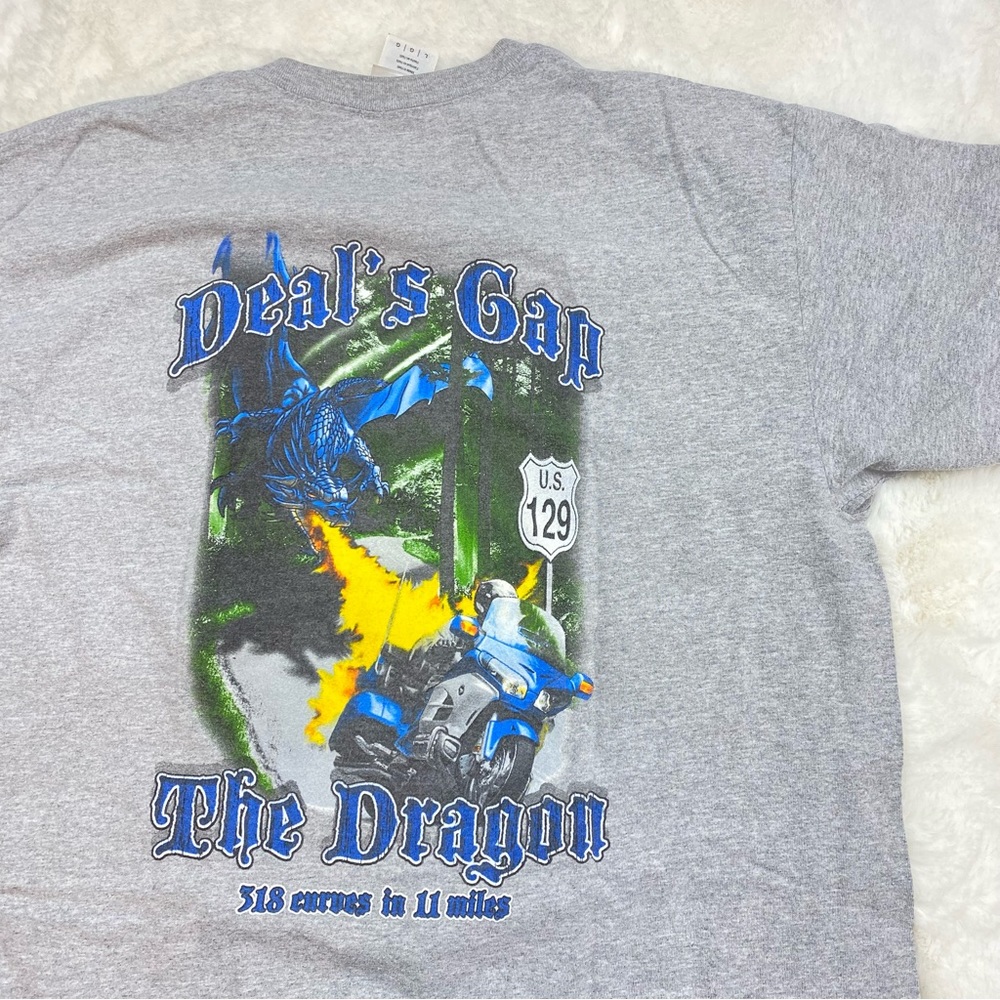 Deal's Gap
U.S.
129
The Dragon
318 curves in 11 miles